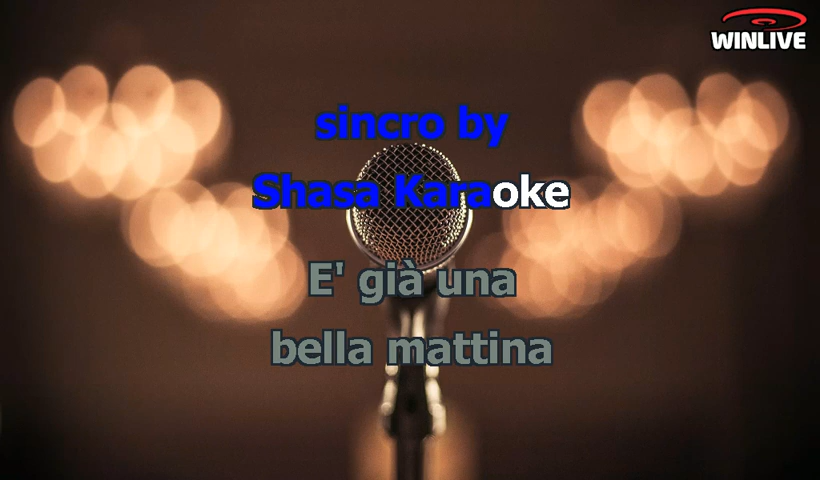 WINLIVE
sincro by
Shasa Karaoke
E' già una
bella mattina